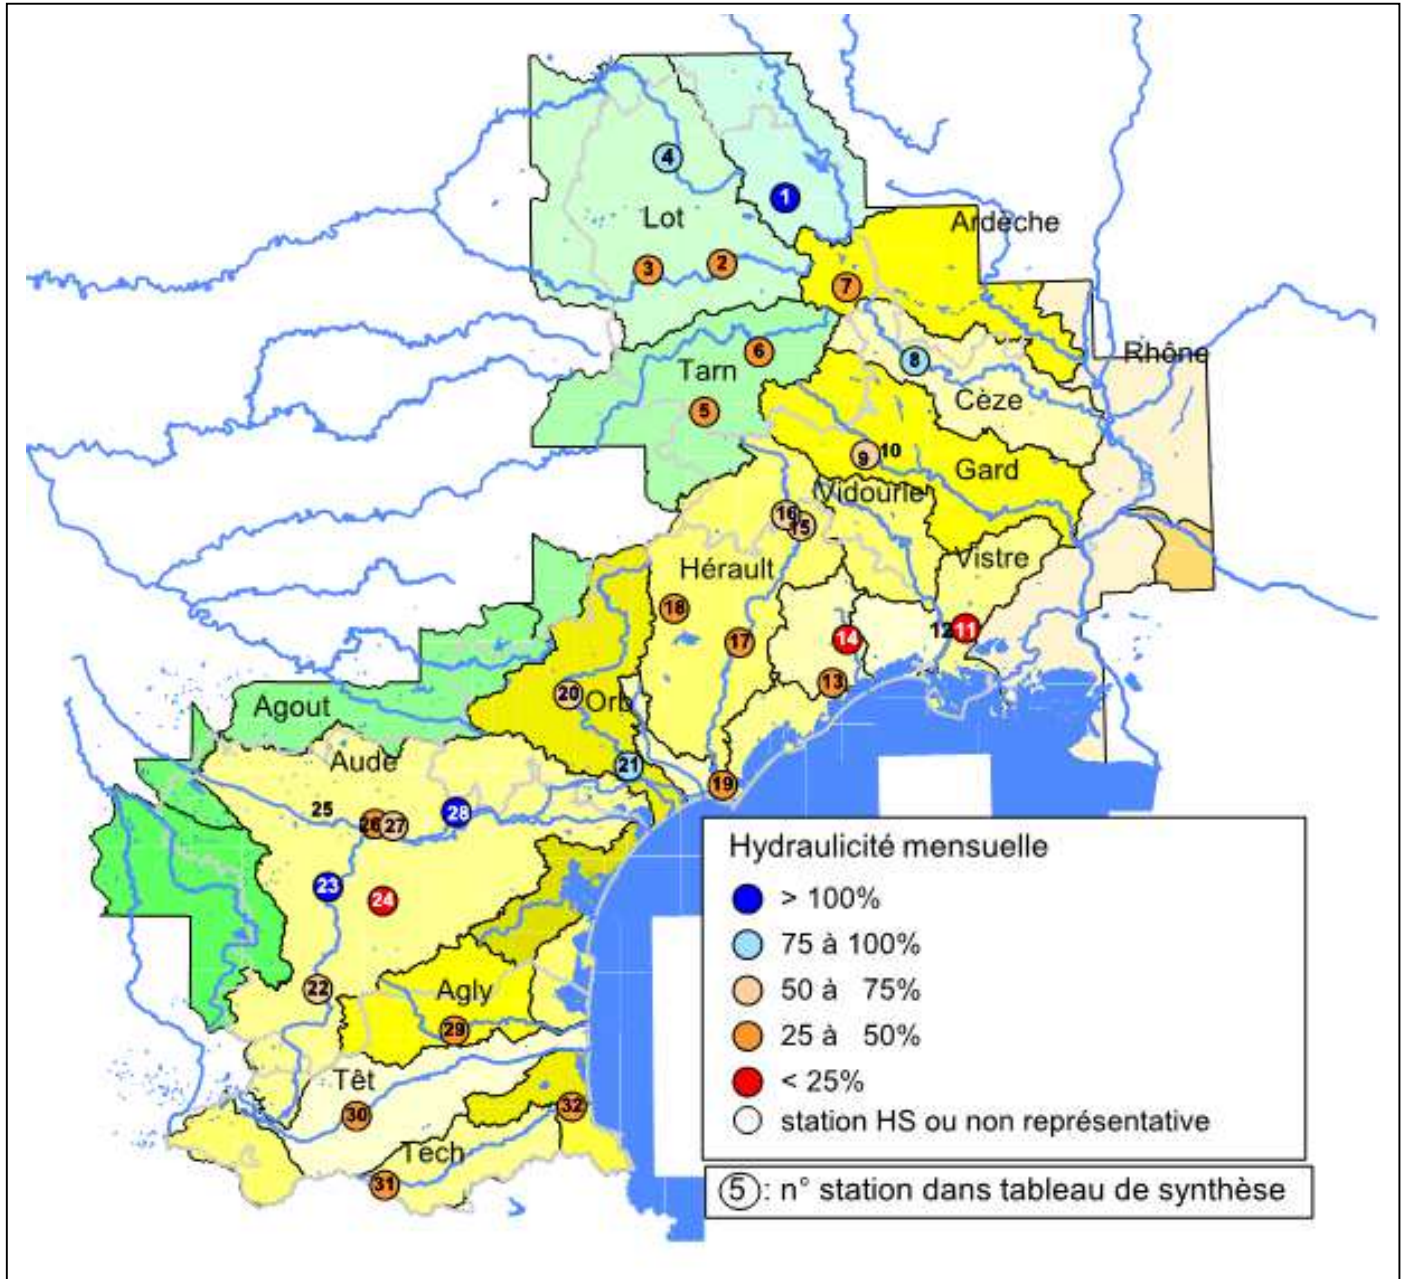 4
1
Lot
Ardèche
3
2
7
Rhône
6
8
Tarn
5
Cèze
9
10
Gard
Vidourle
16
15
Vistre
Hérault
18
17
14
12
11
13
20
Orb
Agout
Aude
21
19
25
26
27
28
23
24
22
Agly
29
Têt
30
32
Tech
31
Hydraulicité mensuelle
> 100%
75 à 100%
50 à 75%
25 à 50%
< 25%
station HS ou non représentative
5 : n° station dans tableau de synthèse